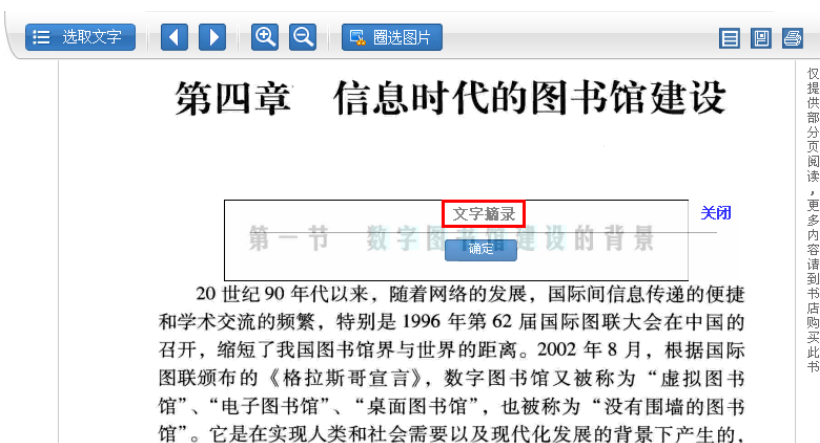 选取文字
圈选图片
第四章 信息时代的图书馆建设
文字摘录
关闭
第一节 数字图书馆建设的背景
确定
20 世纪 90 年代以来，随着网络的发展，国际间信息传递的便捷
和学术交流的频繁，特别是 1996 年第 62 届国际图联大会在中国的
召开，缩短了我国图书馆界与世界的距离。2002 年 8 月，根据国际
图联颁布的《格拉斯哥宣言》，数字图书馆又被称为“虚拟图书
馆”、“电子图书馆”、“桌面图书馆”，也被称为“没有围墙的图书
馆”。它是在实现人类和社会需要以及现代化发展的背景下产生的，
仅提供部分页阅读，更多内容请到书店购买此书